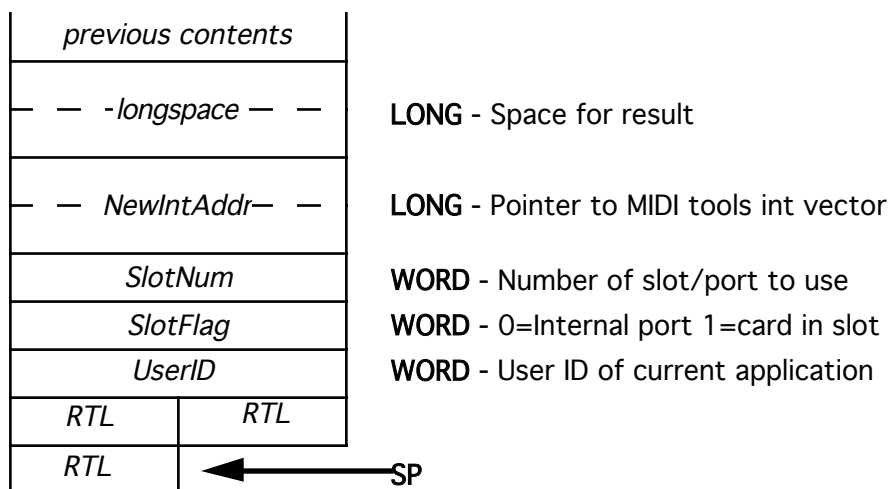 previous contents
longspace LONG - Space for result
NewIntAddr LONG - Pointer to MIDI tools int vector
SlotNum WORD - Number of slot/port to use
SlotFlag WORD - 0=Internal port 1=card in slot
UserID WORD - User ID of current application
RTL RTL
RTL SP